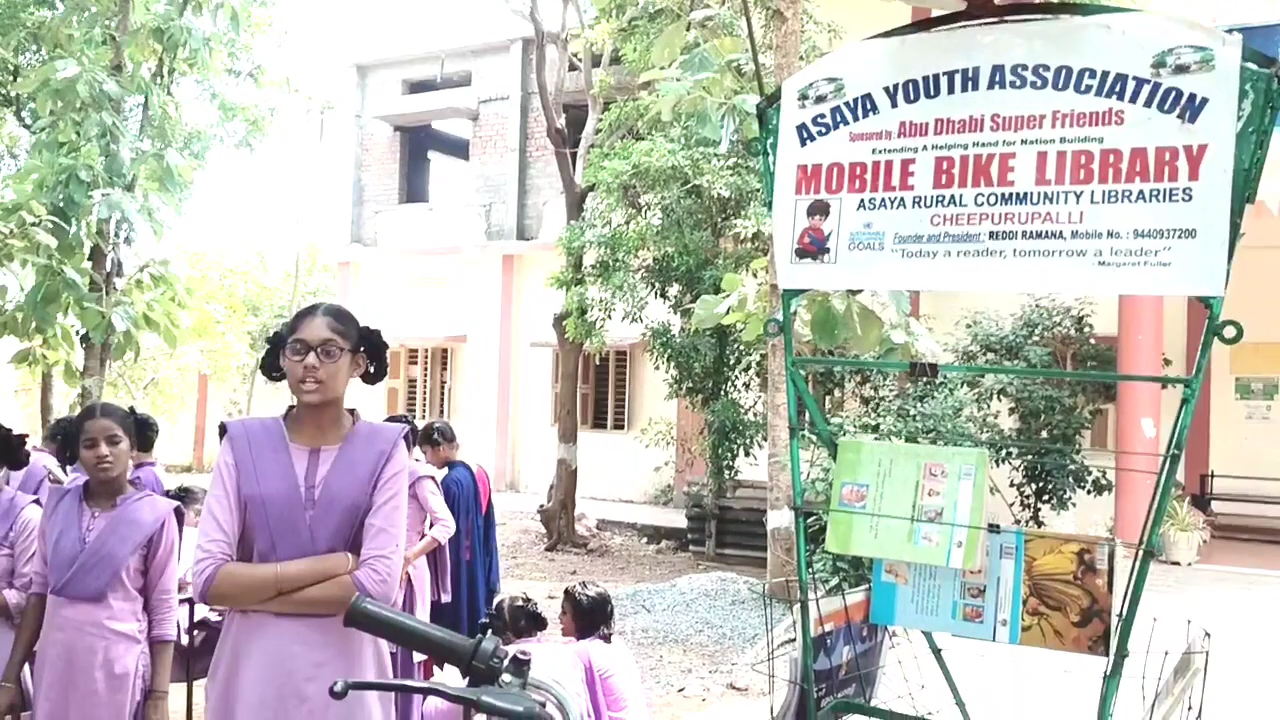 ASAYA YOUTH ASSOCIATION
Sponsored by: Abu Dhabi Super Friends
Extending A Helping Hand for Nation Building
MOBILE BIKE LIBRARY
ASAYA RURAL COMMUNITY LIBRARIES
CHEEPURUPALLI
SUSTAINABLE
DEVELOPMENT
GOALS
Founder and President : REDDI RAMANA, Mobile No. : 9440937200
"Today a reader, tomorrow a leader"
- Margaret Fuller